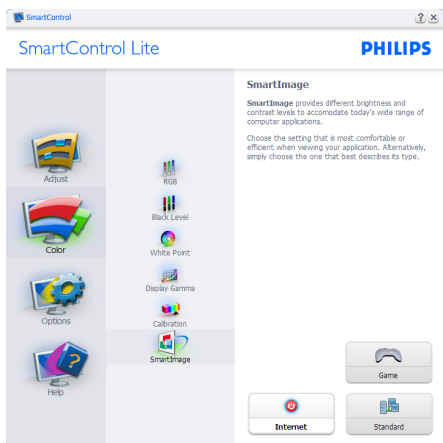 SmartControl
SmartControl Lite
PHILIPS
Adjust
Color
Options
Help
RGB
Black Level
White Point
Display Gamma
Calibration
SmartImage
SmartImage
SmartImage provides different brightness and
contrast levels to accomodate today's wide range of
computer applications.
Choose the setting that is most comfortable or
efficient when viewing your application. Alternatively,
simply choose the one that best describes its type.
Game
Internet
Standard